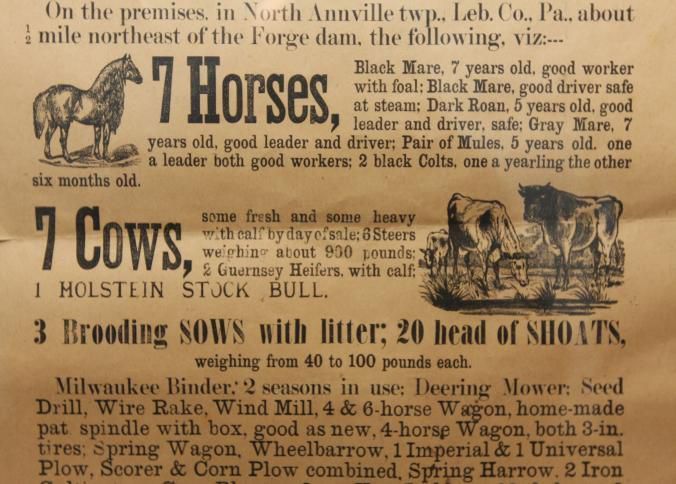 On the premises, in North Annville twp., Leb. Co., Pa., about
½ mile northeast of the Forge dam, the following, viz:---
7 Horses,
Black Mare, 7 years old, good worker
with foal; Black Mare, good driver safe
at steam; Dark Roan, 5 years old, good
leader and driver, safe; Gray Mare, 7
years old, good leader and driver; Pair of Mules, 5 years old. one
a leader both good workers; 2 black Colts, one a yearling the other
six months old.
7 Cows,
some fresh and some heavy
with calf by day of sale; 6 Steers
weighing about 900 pounds;
2 Guernsey Heifers, with calf;
1 HOLSTEIN STOCK BULL.
3 Brooding SOWS with litter; 20 head of SHOATS,
weighing from 40 to 100 pounds each.
Milwaukee Binder, 2 seasons in use; Deering Mower; Seed
Drill, Wire Rake, Wind Mill, 4 & 6-horse Wagon, home-made
pat spindle with box, good as new, 4-horse Wagon, both 3-in.
tires; Spring Wagon, Wheelbarrow, 1 Imperial & 1 Universal
Plow, Scorer & Corn Plow combined, Spring Harrow, 2 Iron